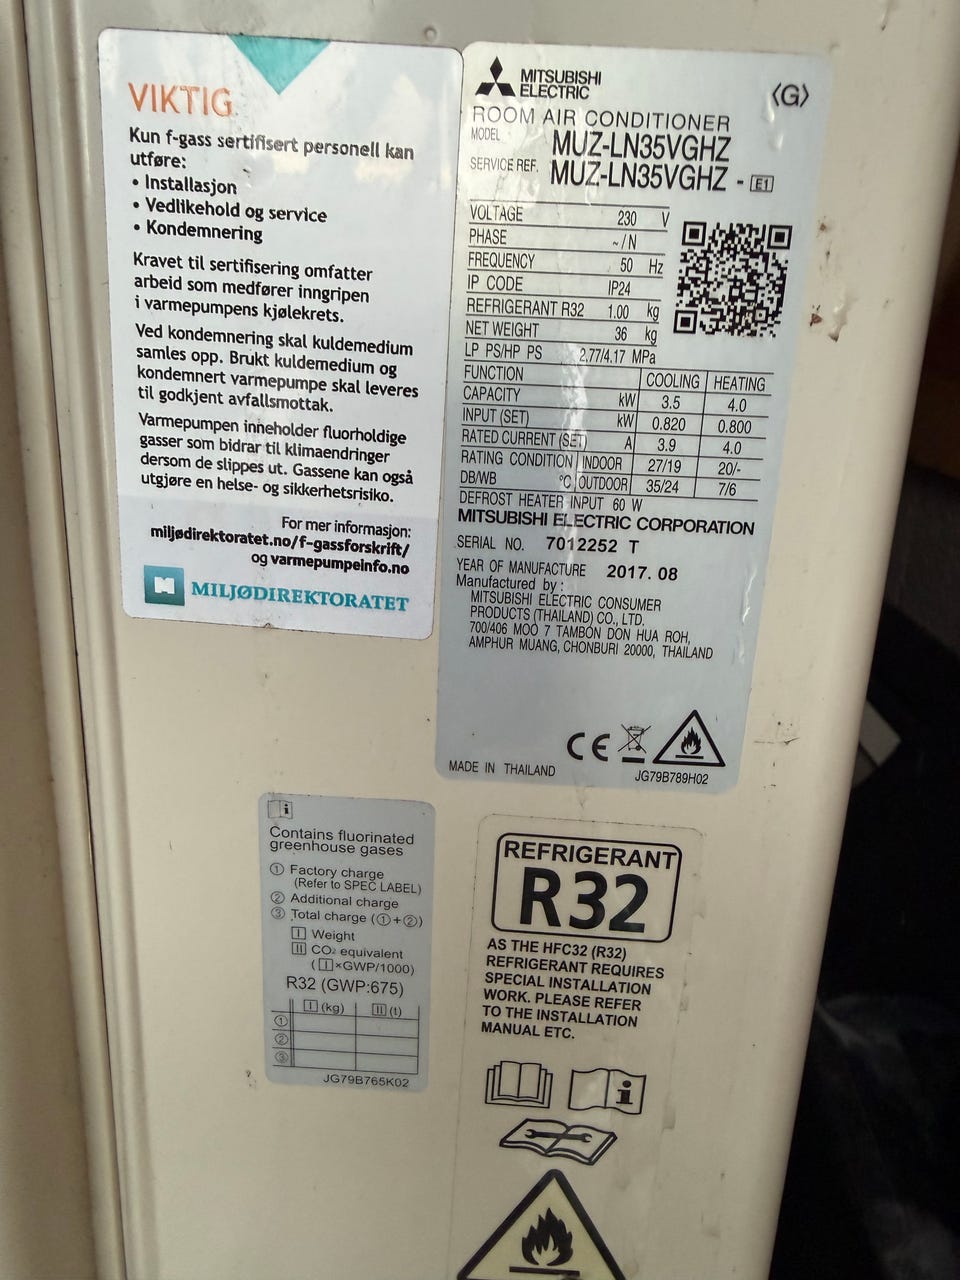 VIKTIG
Kun f-gass sertifisert personell kan
utføre:
• Installasjon
• Vedlikehold og service
• Kondemnering
Kravet til sertifisering omfatter
arbeid som medfører inngripen
i varmepumpens kjølekrets.
Ved kondemnering skal kuldemedium
samles opp. Brukt kuldemedium og
kondemnert varmepumpe skal leveres
til godkjent avfallsmottak.
Varmepumpen inneholder fluorholdige
gasser som bidrar til klimaendringer
dersom de slippes ut. Gassene kan også
utgjøre en helse- og sikkerhetsrisiko.
For mer informasjon:
miljødirektoratet.no/f-gassforskrift/
og varmepumpeinfo.no
MILJØDIREKTORATET
MITSUBISHI
ELECTRIC
〈G〉
ROOM AIR CONDITIONER
MODEL MUZ-LN35VGHZ
SERVICE REF. MUZ-LN35VGHZ - E1
VOLTAGE 230 V
PHASE ~/N
FREQUENCY 50 Hz
IP CODE IP24
REFRIGERANT R32 1.00 kg
NET WEIGHT 36 kg
LP PS/HP PS 2,77/4.17 MPa
FUNCTION COOLING HEATING
CAPACITY kW 3.5 4.0
INPUT (SET) kW 0.820 0.800
RATED CURRENT (SET) A 3.9 4.0
RATING CONDITION INDOOR 27/19 20/-
DB/WB °C OUTDOOR 35/24 7/6
DEFROST HEATER INPUT 60 W
MITSUBISHI ELECTRIC CORPORATION
SERIAL NO. 7012252 T
YEAR OF MANUFACTURE 2017. 08
Manufactured by :
MITSUBISHI ELECTRIC CONSUMER
PRODUCTS (THAILAND) CO., LTD.
700/406 MOO 7 TAMBON DON HUA ROH,
AMPHUR MUANG, CHONBURI 20000, THAILAND
CE
MADE IN THAILAND
JG79B789H02
i
Contains fluorinated
greenhouse gases
① Factory charge
(Refer to SPEC LABEL)
② Additional charge
③ Total charge (①+②)
I Weight
II CO₂ equivalent
(I×GWP/1000)
R32 (GWP:675)
I (kg) II (t)
①
②
③
JG79B765K02
REFRIGERANT
R32
AS THE HFC32 (R32)
REFRIGERANT REQUIRES
SPECIAL INSTALLATION
WORK. PLEASE REFER
TO THE INSTALLATION
MANUAL ETC.
i